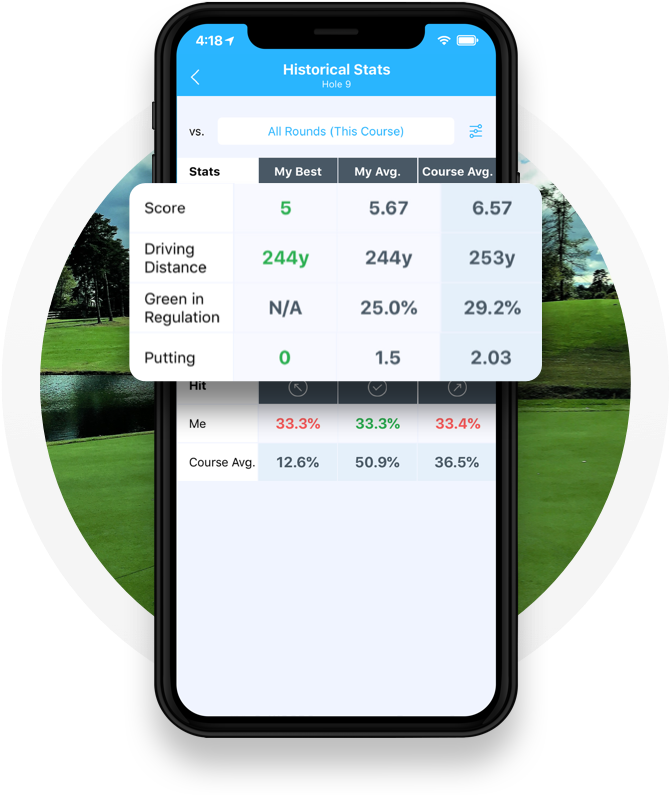 4:18
Historical Stats
Hole 9
vs. All Rounds (This Course)
Stats My Best My Avg. Course Avg.
Score 5 5.67 6.57
Driving
Distance 244y 244y 253y
Green in
Regulation N/A 25.0% 29.2%
Putting 0 1.5 2.03
Hit
Me 33.3% 33.3% 33.4%
Course Avg. 12.6% 50.9% 36.5%